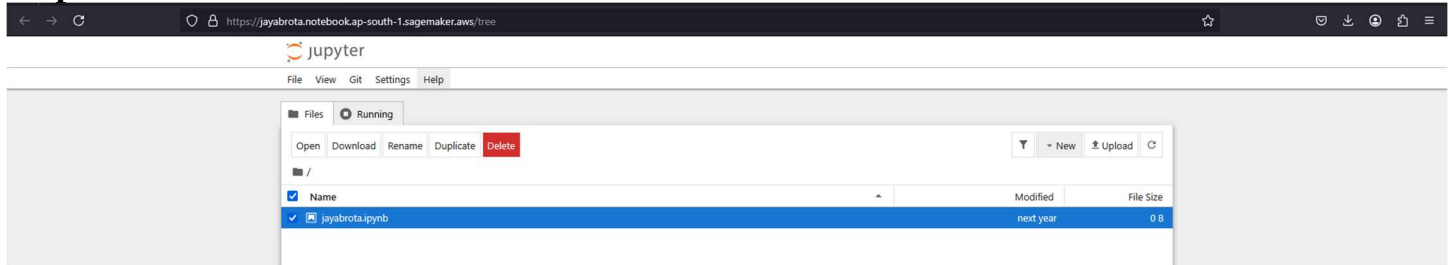 https://jayabrota.notebook.ap-south-1.sagemaker.aws/tree
jupyter
File View Git Settings Help
Files Running
Open Download Rename Duplicate Delete New Upload
/
Name Modified File Size
jayabrota.ipynb next year 0 B